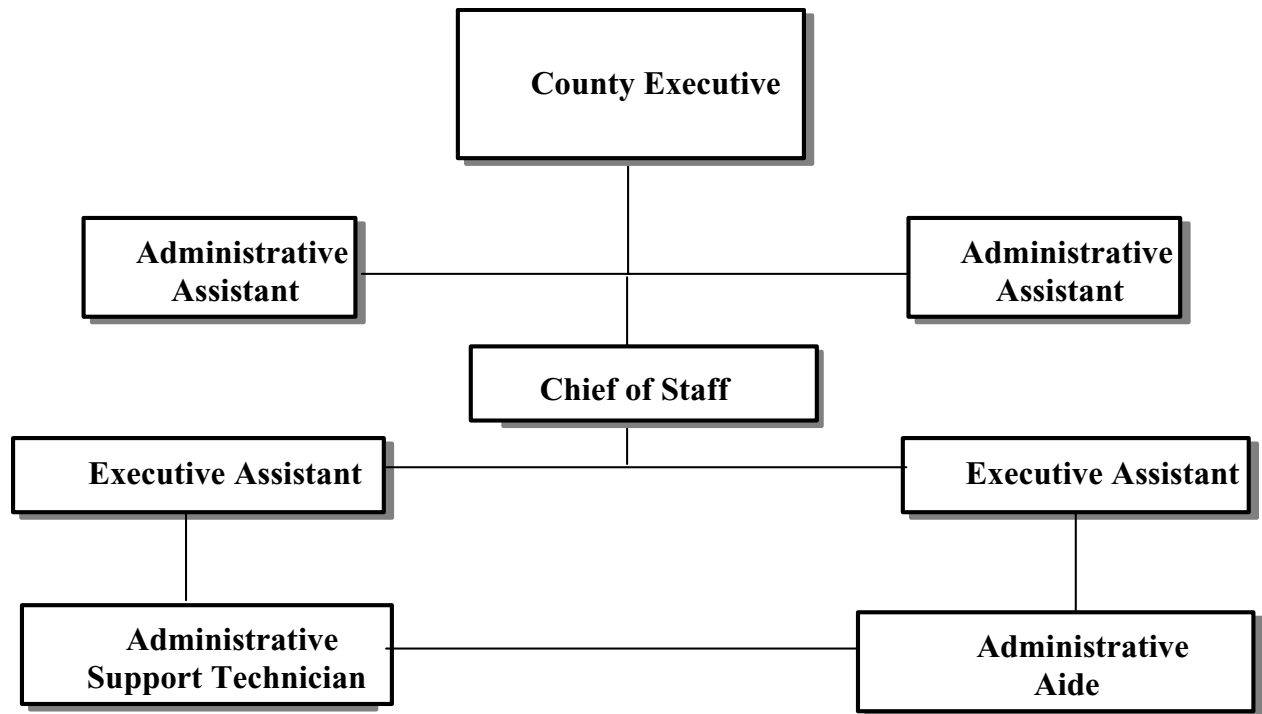 County Executive
Administrative
Assistant
Administrative
Assistant
Chief of Staff
Executive Assistant
Executive Assistant
Administrative
Support Technician
Administrative
Aide